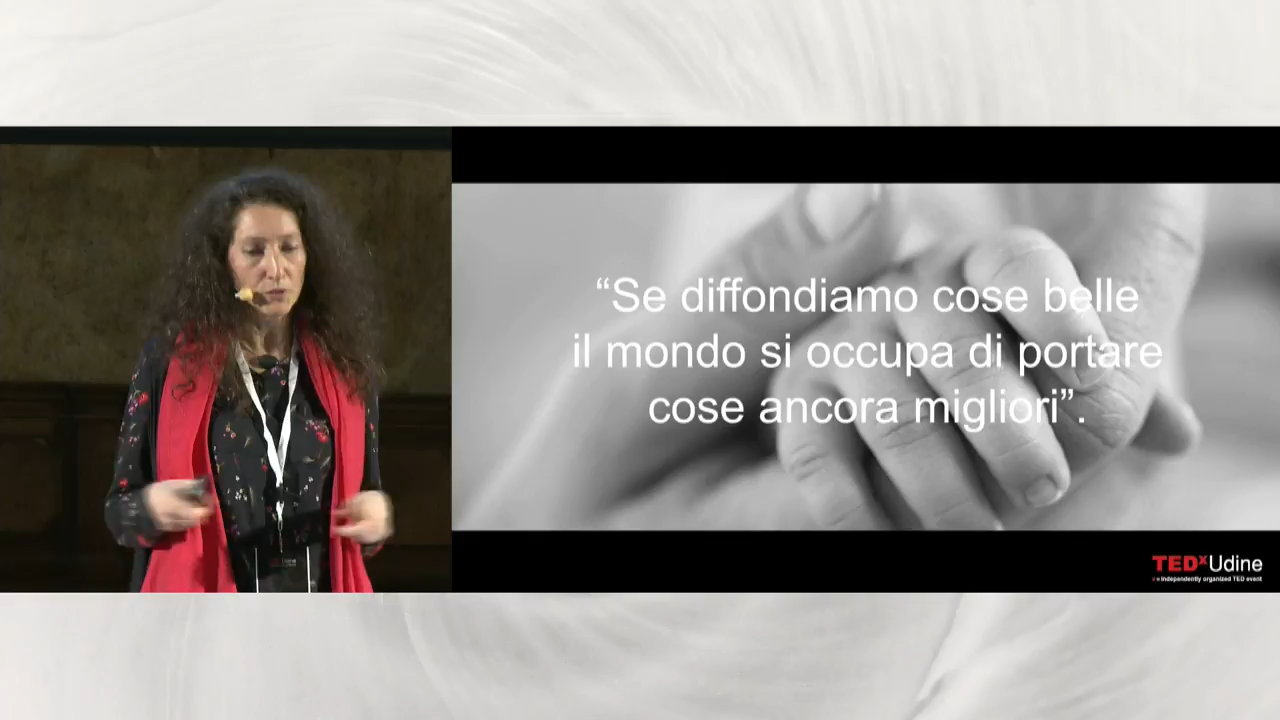 “Se diffondiamo cose belle
il mondo si occupa di portare
cose ancora migliori”.
TEDxUdine
x = independently organized TED event